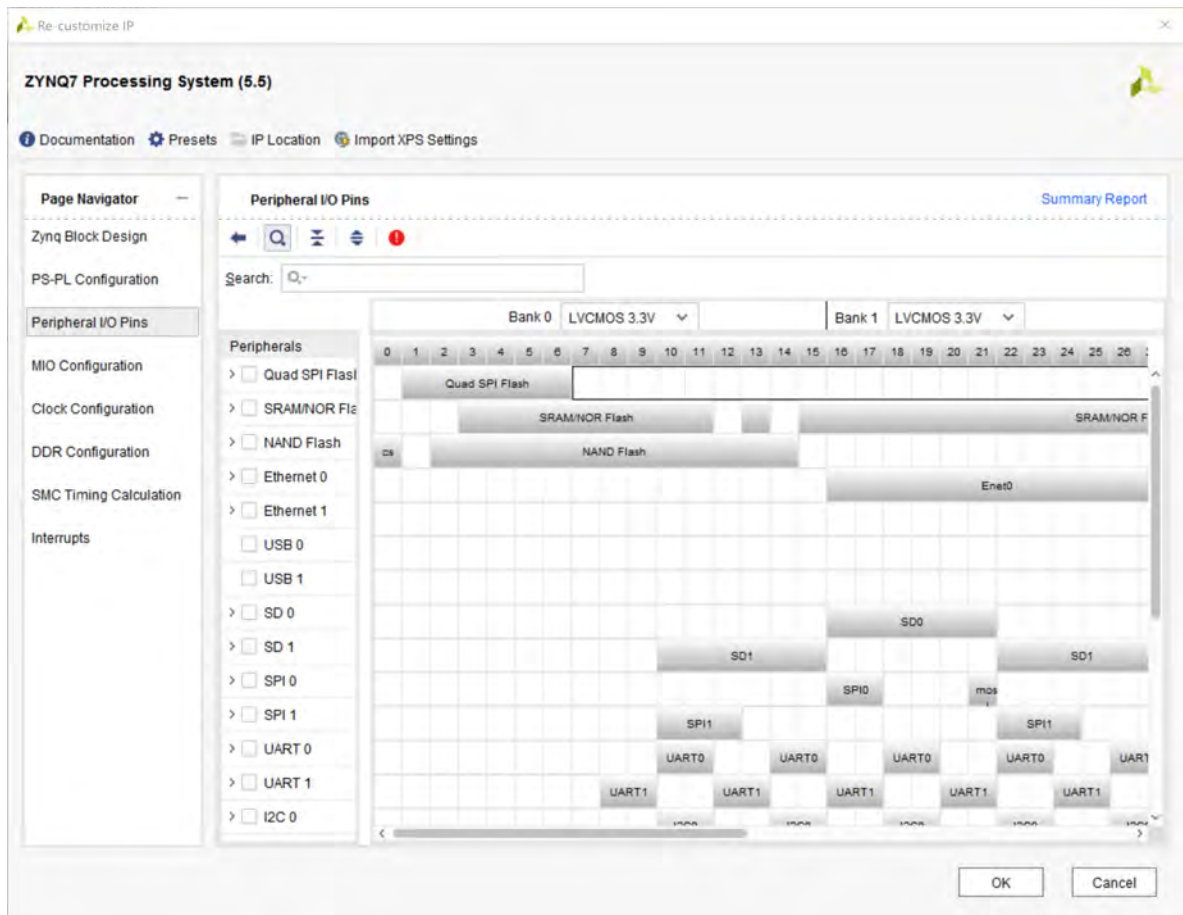 Re-customize IP
ZYNQ7 Processing System (5.5)
Documentation Presets IP Location Import XPS Settings
Page Navigator
Zynq Block Design
PS-PL Configuration
Peripheral I/O Pins
MIO Configuration
Clock Configuration
DDR Configuration
SMC Timing Calculation
Interrupts
Peripheral I/O Pins Summary Report
Search:
Bank 0 LVCMOS 3.3V Bank 1 LVCMOS 3.3V
Peripherals 0 1 2 3 4 5 6 7 8 9 10 11 12 13 14 15 16 17 18 19 20 21 22 23 24 25 26
Quad SPI Flasl Quad SPI Flash
SRAM/NOR Fla SRAM/NOR Flash SRAM/NOR F
NAND Flash cs NAND Flash
Ethernet 0 Enet0
Ethernet 1
USB 0
USB 1
SD 0 SD0
SD 1 SD1 SD1
SPI 0 SPI0 mos
SPI 1 SPI1 SPI1
UART 0 UART0 UART0 UART0 UART0 UART
UART 1 UART1 UART1 UART1 UART1 UART1
I2C 0
OK Cancel